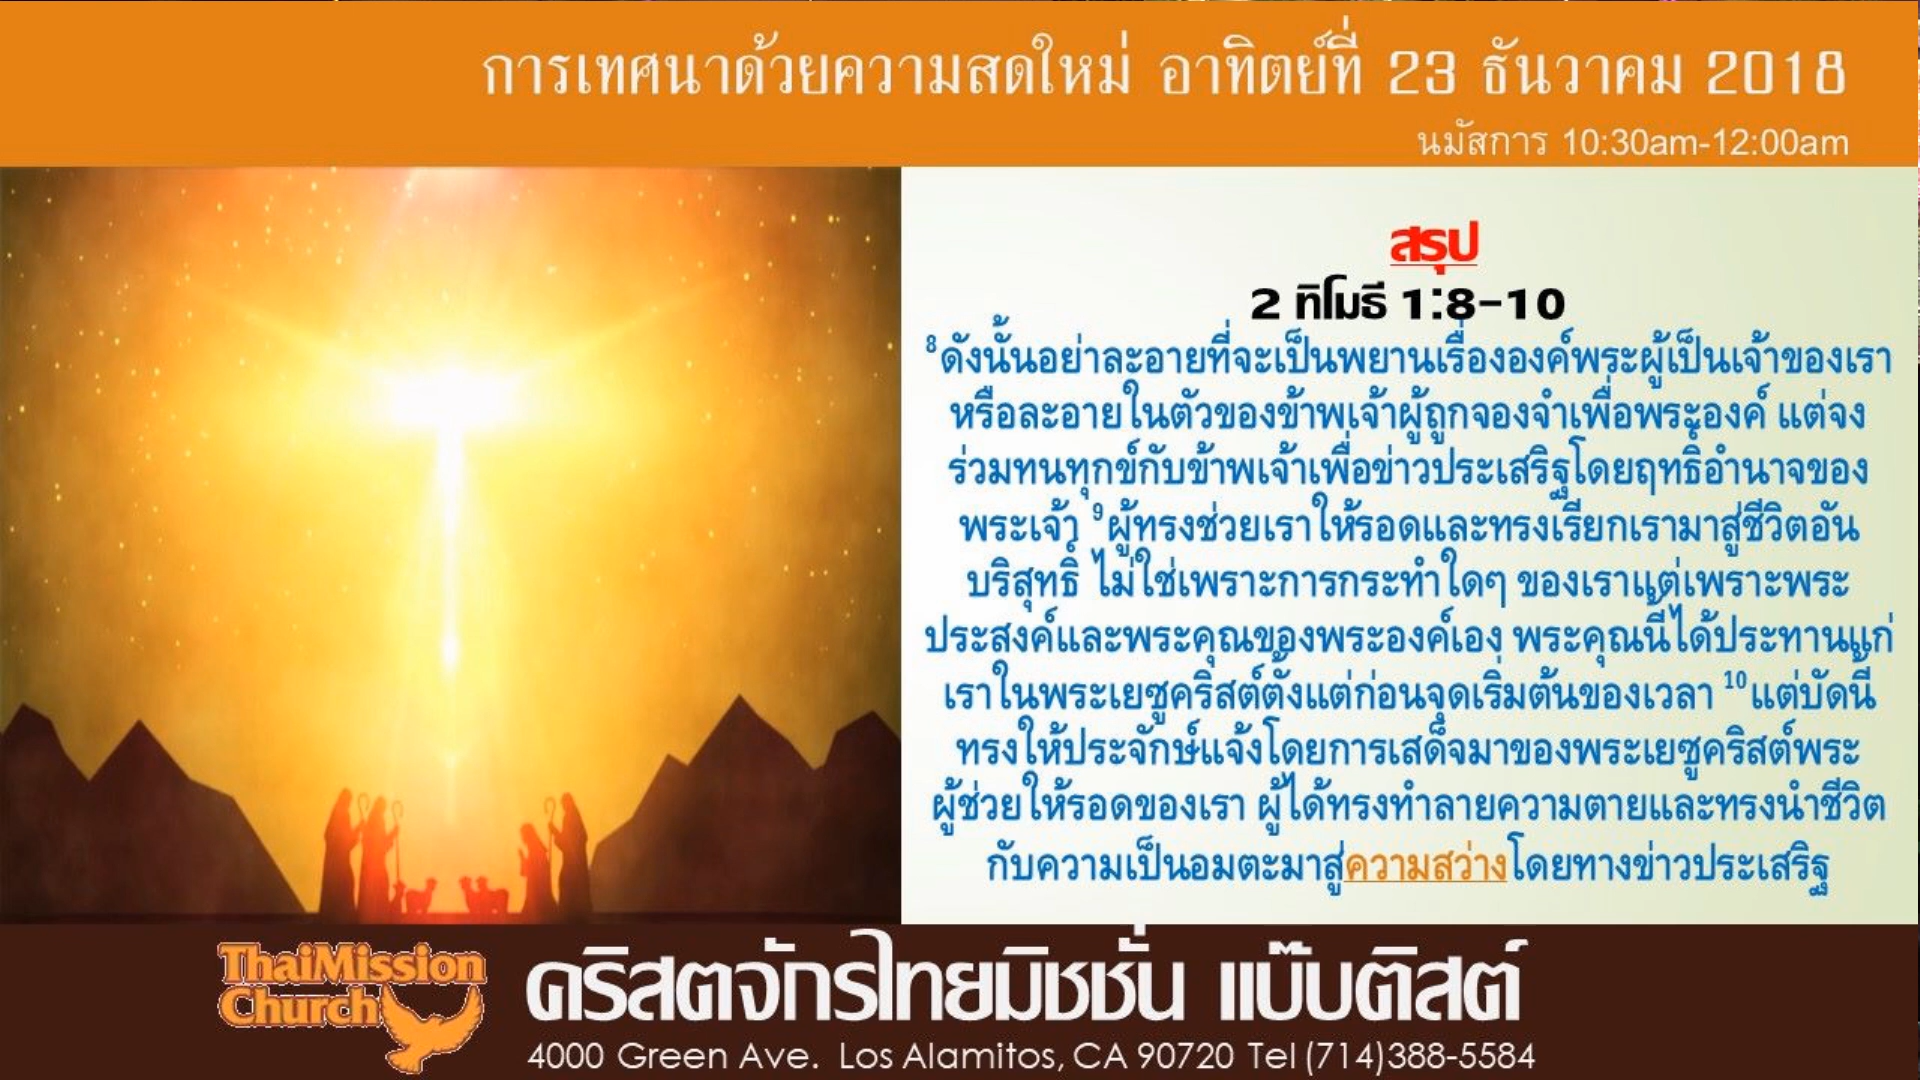 การเทศนาด้วยความสดใหม่ อาทิตย์ที่ 23 ธันวาคม 2018
นมัสการ 10:30am-12:00am
สรุป
2 ทิโมธี 1:8-10
8ดังนั้นอย่าละอายที่จะเป็นพยานเรื่ององค์พระผู้เป็นเจ้าของเรา
หรือละอายในตัวของข้าพเจ้าผู้ถูกจองจำเพื่อพระองค์ แต่จง
ร่วมทนทุกข์กับข้าพเจ้าเพื่อข่าวประเสริฐโดยฤทธิ์อำนาจของ
พระเจ้า 9ผู้ทรงช่วยเราให้รอดและทรงเรียกเรามาสู่ชีวิตอัน
บริสุทธิ์ ไม่ใช่เพราะการกระทำใดๆ ของเราแต่เพราะพระ
ประสงค์และพระคุณของพระองค์เอง พระคุณนี้ได้ประทานแก่
เราในพระเยซูคริสต์ตั้งแต่ก่อนจุดเริ่มต้นของเวลา 10แต่บัดนี้
ทรงให้ประจักษ์แจ้งโดยการเสด็จมาของพระเยซูคริสต์พระ
ผู้ช่วยให้รอดของเรา ผู้ได้ทรงทำลายความตายและทรงนำชีวิต
กับความเป็นอมตะมาสู่ความสว่างโดยทางข่าวประเสริฐ
ThaiMission
Church
คริสตจักรไทยมิชชั่น แบ๊บติสต์
4000 Green Ave. Los Alamitos, CA 90720 Tel (714)388-5584